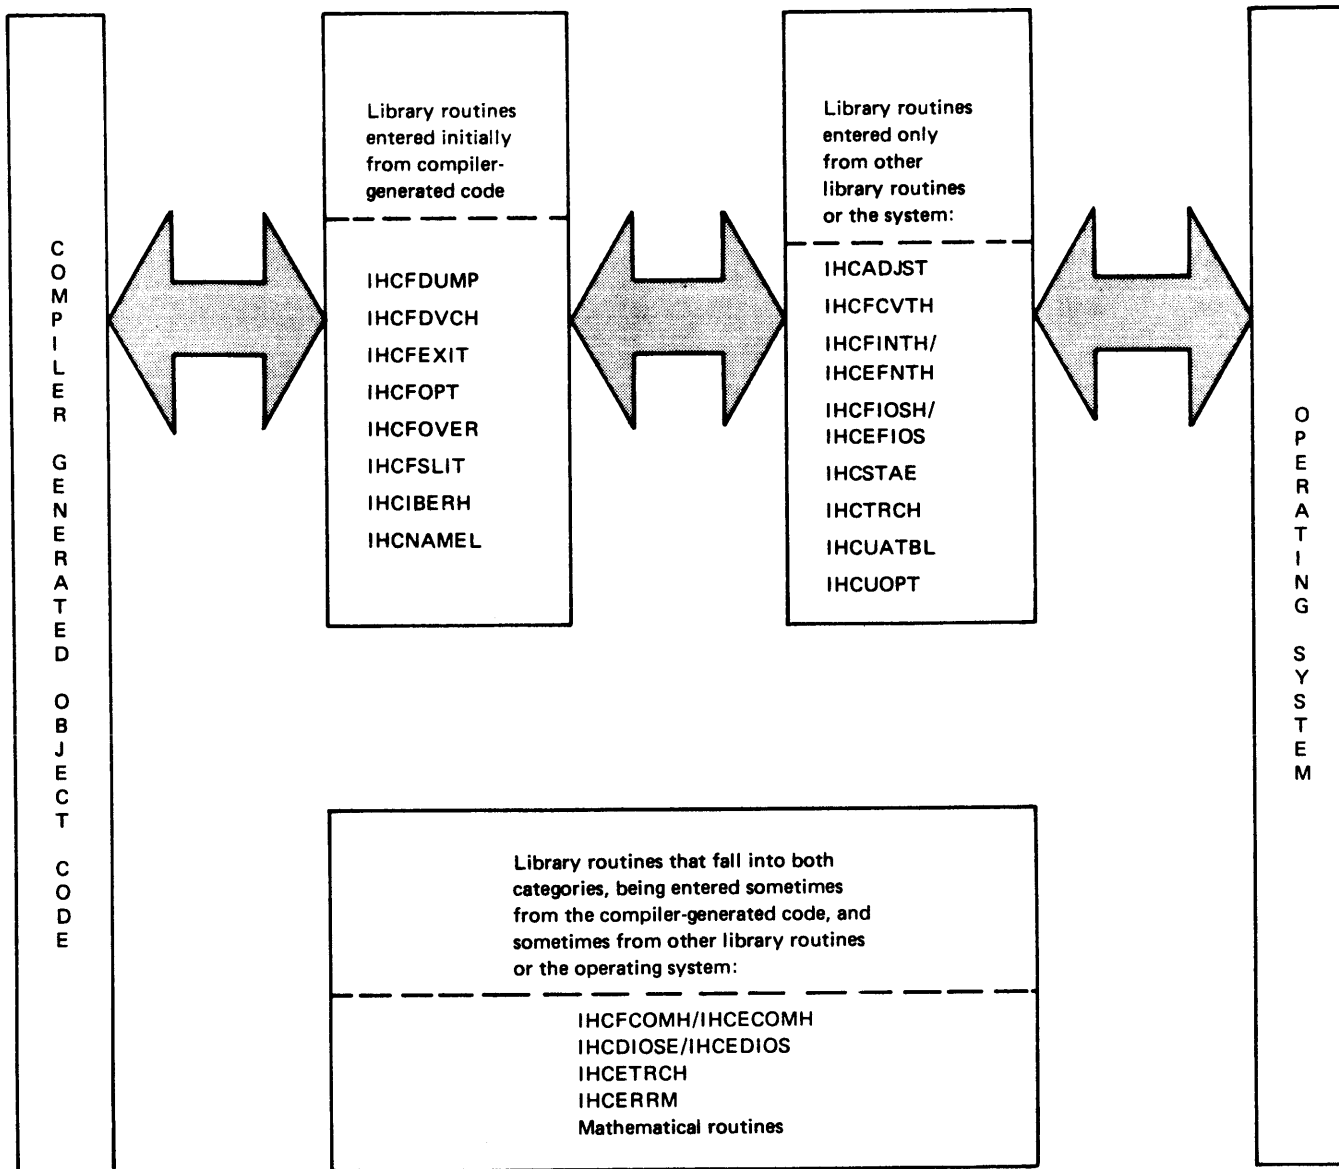 COMPILER GENERATED OBJECT CODE
Library routines
entered initially
from compiler-
generated code
IHCFDUMP
IHCFDVCH
IHCFEXIT
IHCFOPT
IHCFOVER
IHCFSLIT
IHCIBERH
IHCNAMEL
Library routines
entered only
from other
library routines
or the system:
IHCADJST
IHCFCVTH
IHCFINTH/
IHCEFNTH
IHCFIOSH/
IHCEFIOS
IHCSTAE
IHCTRCH
IHCUATBL
IHCUOPT
OPERATING SYSTEM
Library routines that fall into both
categories, being entered sometimes
from the compiler-generated code, and
sometimes from other library routines
or the operating system:
IHCFCOMH/IHCECOMH
IHCDIOSE/IHCEDIOS
IHCETRCH
IHCERRM
Mathematical routines